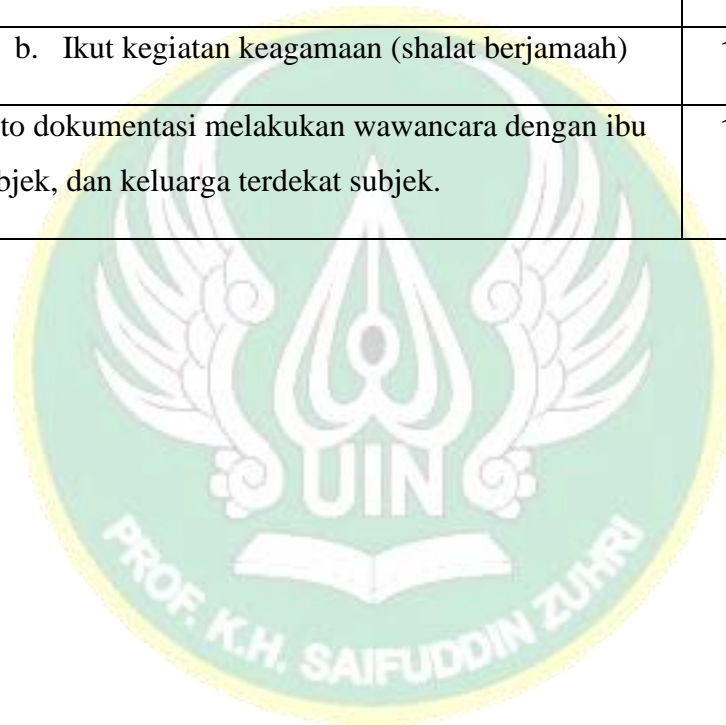 b. Ikut kegiatan keagamaan (shalat berjamaah)
to dokumentasi melakukan wawancara dengan ibu
bjek, dan keluarga terdekat subjek.
UIN
PROF. K.H. SAIFUDDIN ZUHRI